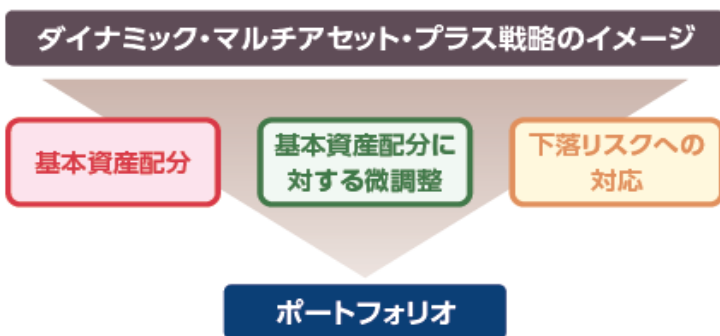 ダイナミック・マルチアセット・プラス戦略のイメージ
基本資産配分
基本資産配分に
対する微調整
下落リスクへの
対応
ポートフォリオ